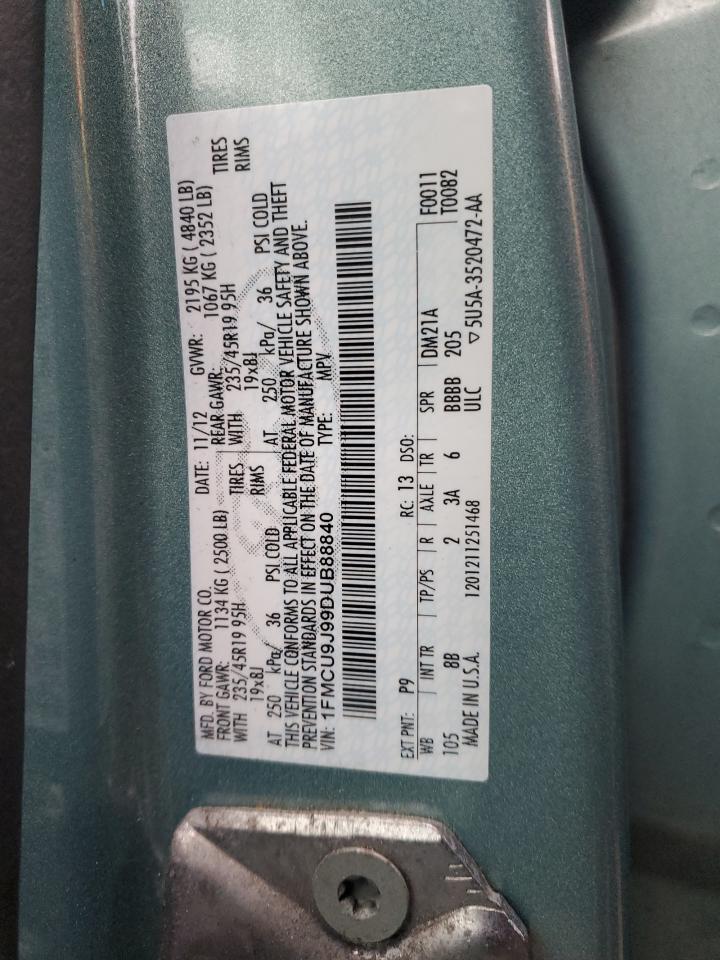 MFD. BY FORD MOTOR CO. DATE: 11/12 GVWR: 2195 KG ( 4840 LB)
FRONT GAWR: 1134 KG ( 2500 LB) REAR GAWR: 1067 KG ( 2352 LB)
WITH 235/45R19 95H TIRES WITH 235/45R19 95H TIRES
19x8J RIMS 19x8J RIMS
AT 250 kPa/ 36 PSI COLD AT 250 kPa/ 36 PSI COLD
THIS VEHICLE CONFORMS TO ALL APPLICABLE FEDERAL MOTOR VEHICLE SAFETY AND THEFT
PREVENTION STANDARDS IN EFFECT ON THE DATE OF MANUFACTURE SHOWN ABOVE.
VIN: 1FMCU9J99DUB88840 TYPE: MPV
EXT PNT: P9 RC: 13 DSO: F0011
WB INT TR TP/PS R AXLE TR SPR DM21A T0082
105 8B 2 3A 6 BBBB 205
MADE IN U.S.A. 1201211251468 ULC ▽5U5A-3520472-AA